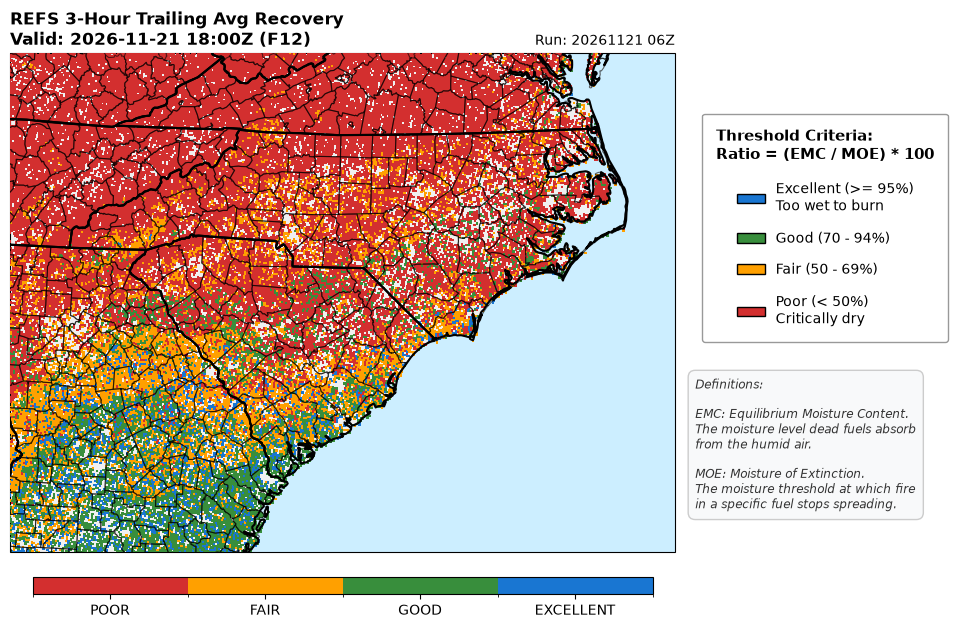 REFS 3-Hour Trailing Avg Recovery
Valid: 2026-11-21 18:00Z (F12)
Run: 20261121 06Z
Threshold Criteria:
Ratio = (EMC / MOE) * 100
Excellent (>= 95%)
Too wet to burn
Good (70 - 94%)
Fair (50 - 69%)
Poor (< 50%)
Critically dry
Definitions:
EMC: Equilibrium Moisture Content.
The moisture level dead fuels absorb
from the humid air.
MOE: Moisture of Extinction.
The moisture threshold at which fire
in a specific fuel stops spreading.
POOR
FAIR
GOOD
EXCELLENT